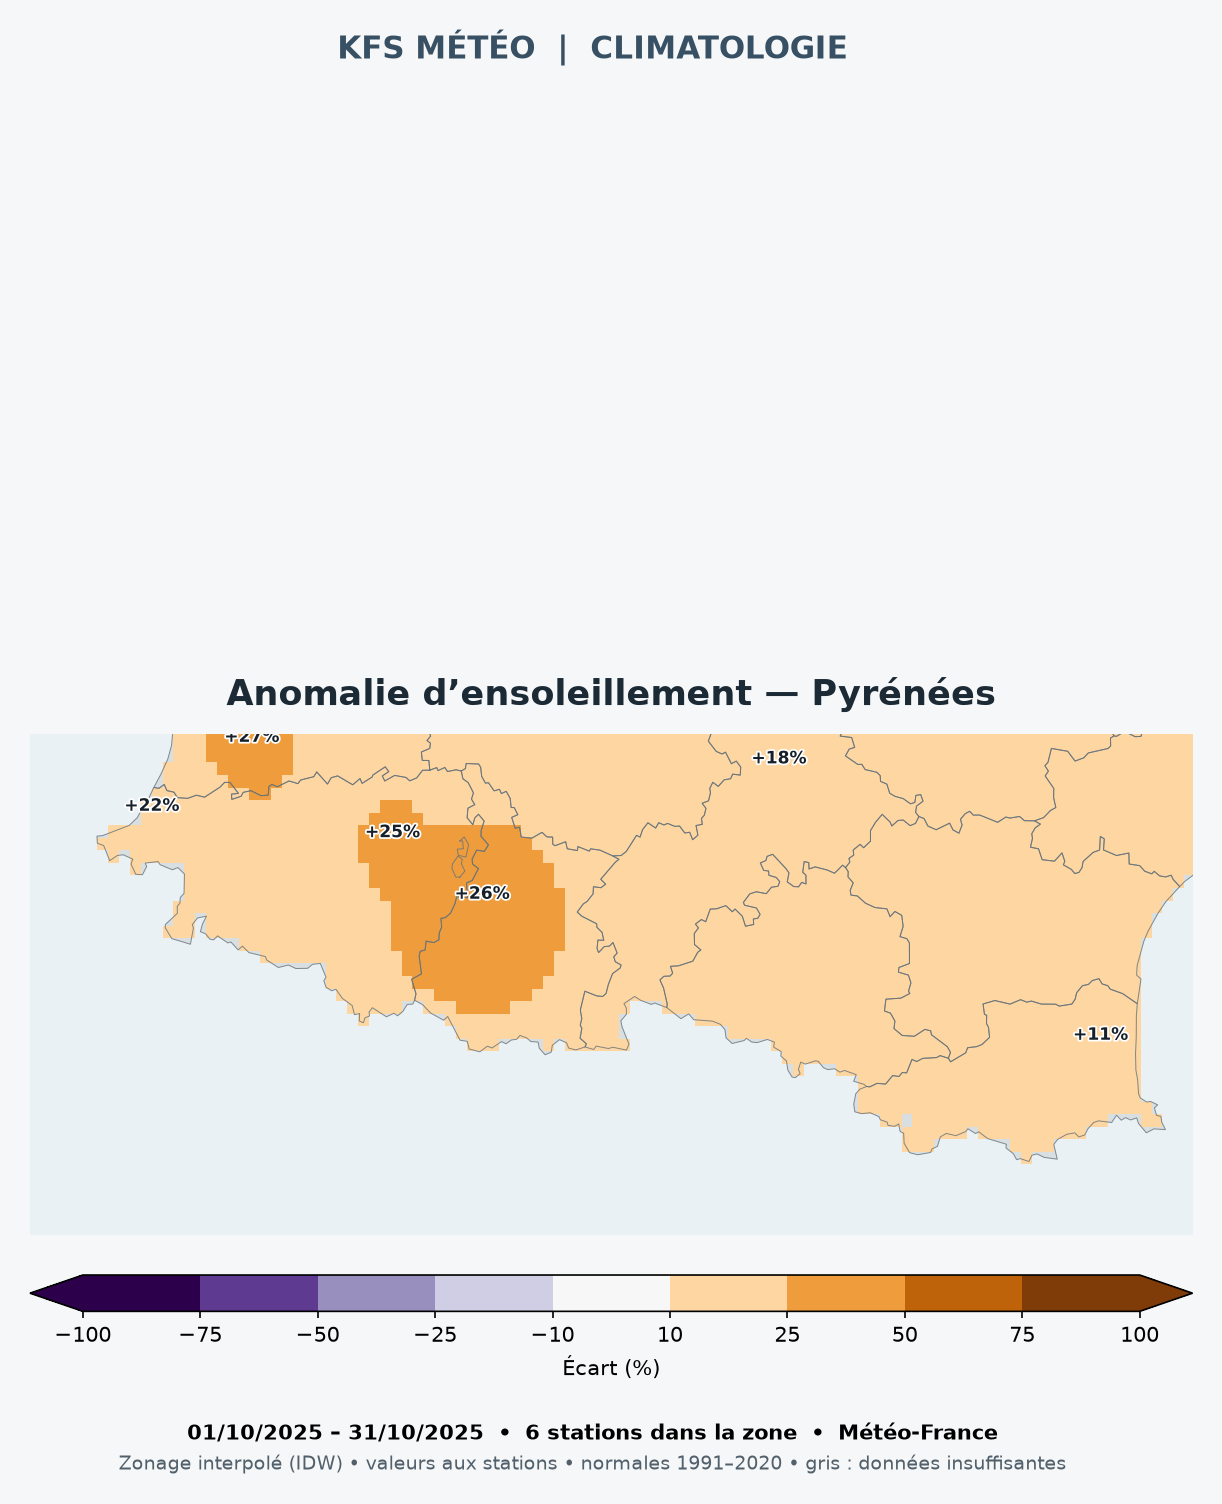 KFS MÉTÉO | CLIMATOLOGIE
Anomalie d’ensoleillement — Pyrénées
+27%
+18%
+22%
+25%
+26%
+11%
−100 −75 −50 −25 −10 10 25 50 75 100
Écart (%)
01/10/2025 – 31/10/2025 • 6 stations dans la zone • Météo-France
Zonage interpolé (IDW) • valeurs aux stations • normales 1991–2020 • gris : données insuffisantes